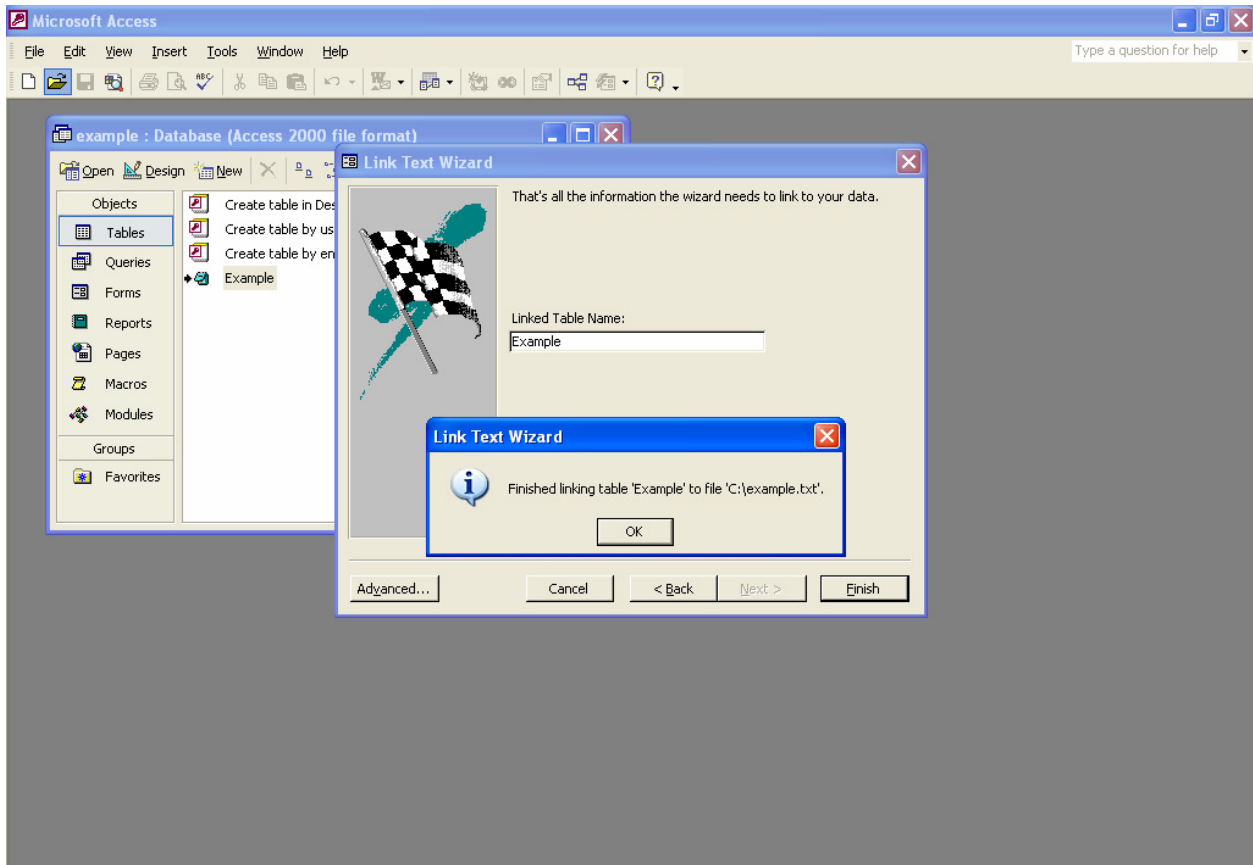 Microsoft Access
File Edit View Insert Tools Window Help
Type a question for help
ABC
example : Database (Access 2000 file format)
Open Design New
Objects
Tables
Queries
Forms
Reports
Pages
Macros
Modules
Groups
Favorites
Create table in Des
Create table by us
Create table by en
Example
Link Text Wizard
That's all the information the wizard needs to link to your data.
Linked Table Name:
Example
Link Text Wizard
Finished linking table 'Example' to file 'C:\example.txt'.
OK
Advanced... Cancel < Back Next > Finish